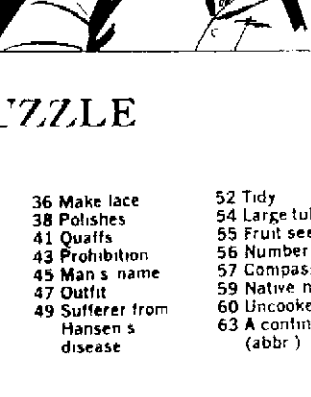 UZZLE
36 Make lace
38 Polishes
41 Quaffs
43 Prohibition
45 Man s name
47 Outfit
49 Sufferer from
Hansen s
disease
52 Tidy
54 Large tu
55 Fruit see
56 Number
57 Compas
59 Native
60 Uncooke
63 A contin
(abbr )